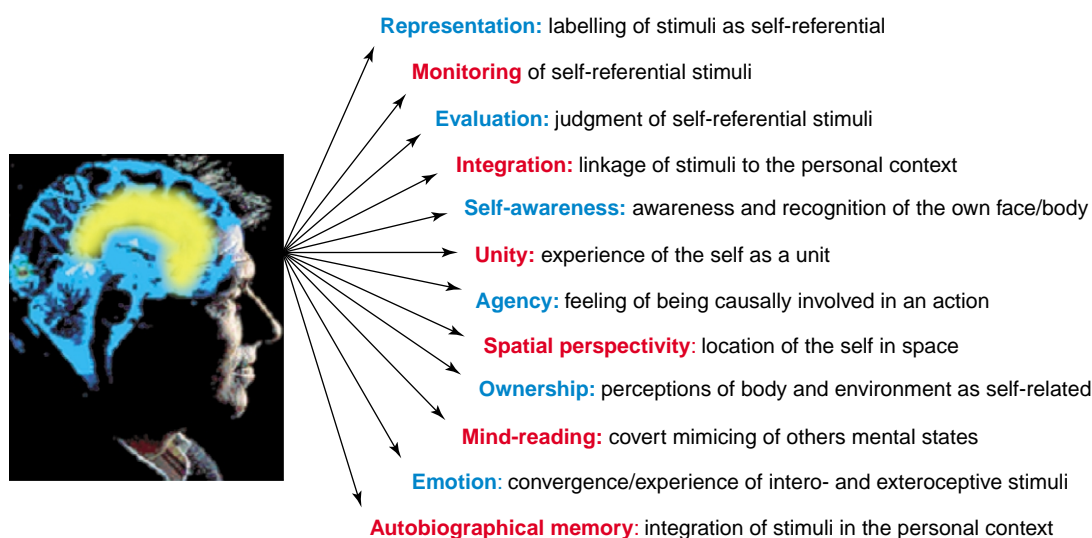 Representation: labelling of stimuli as self-referential
Monitoring of self-referential stimuli
Evaluation: judgment of self-referential stimuli
Integration: linkage of stimuli to the personal context
Self-awareness: awareness and recognition of the own face/body
Unity: experience of the self as a unit
Agency: feeling of being causally involved in an action
Spatial perspectivity: location of the self in space
Ownership: perceptions of body and environment as self-related
Mind-reading: covert mimicing of others mental states
Emotion: convergence/experience of intero- and exteroceptive stimuli
Autobiographical memory: integration of stimuli in the personal context